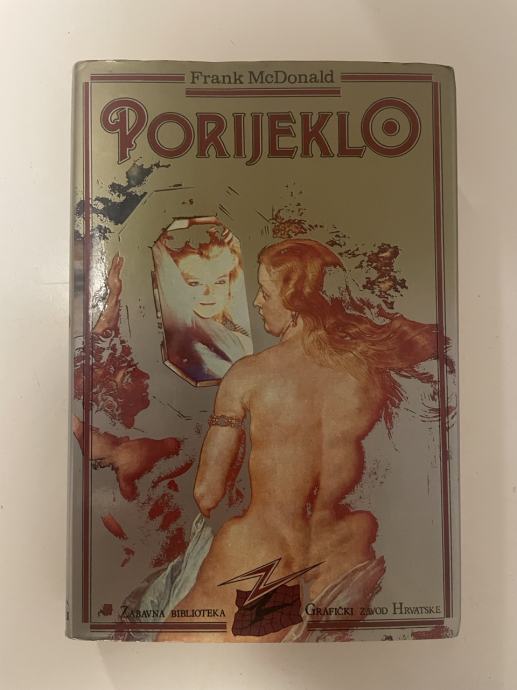 Frank McDonald
PORIJEKLO
ZABAVNA BIBLIOTEKA
GRAFIČKI ZAVOD HRVATSKE